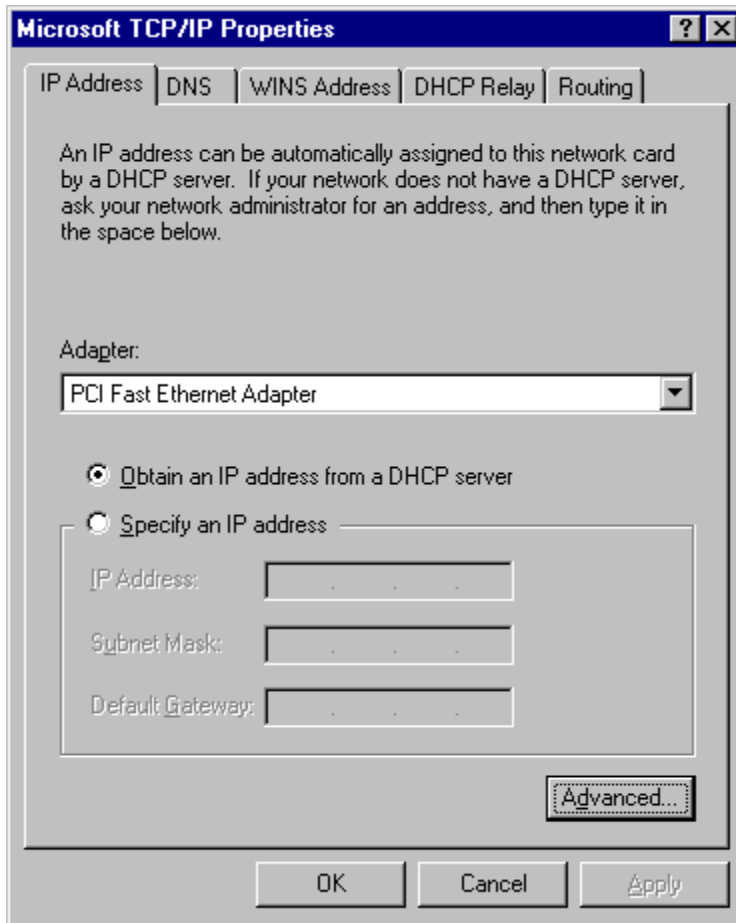 Microsoft TCP/IP Properties
IP Address DNS WINS Address DHCP Relay Routing
An IP address can be automatically assigned to this network card
by a DHCP server. If your network does not have a DHCP server,
ask your network administrator for an address, and then type it in
the space below.
Adapter:
PCI Fast Ethernet Adapter
Obtain an IP address from a DHCP server
Specify an IP address
IP Address:
Subnet Mask:
Default Gateway:
Advanced...
OK Cancel Apply